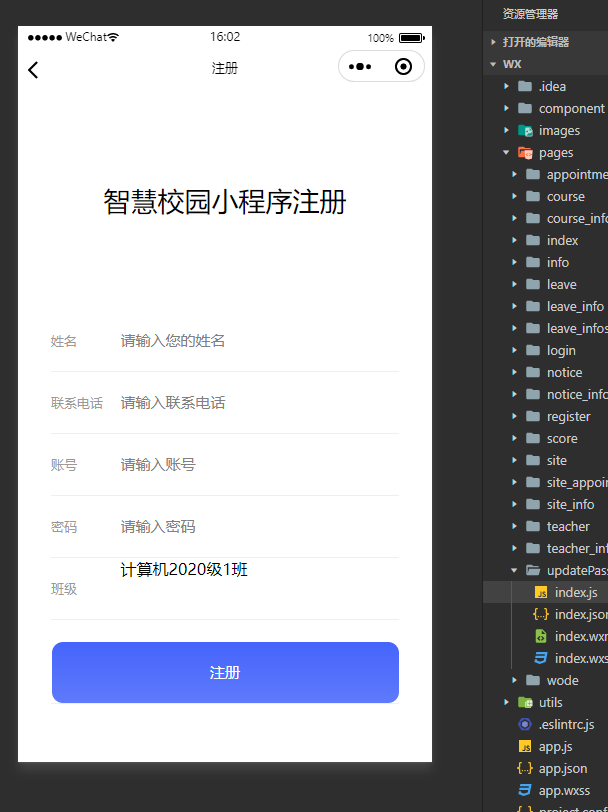 WeChat
16:02
100%
注册
智慧校园小程序注册
姓名
请输入您的姓名
联系电话
请输入联系电话
账号
请输入账号
密码
请输入密码
班级
计算机2020级1班
注册
资源管理器
打开的编辑器
WX
.idea
component
images
pages
appointme
course
course_info
index
info
leave
leave_info
leave_infos
login
notice
notice_info
register
score
site
site_appoin
site_info
teacher
teacher_inf
updatePass
index.js
index.json
index.wxm
index.wxs
wode
utils
.eslintrc.js
app.js
app.json
app.wxss
project.conf